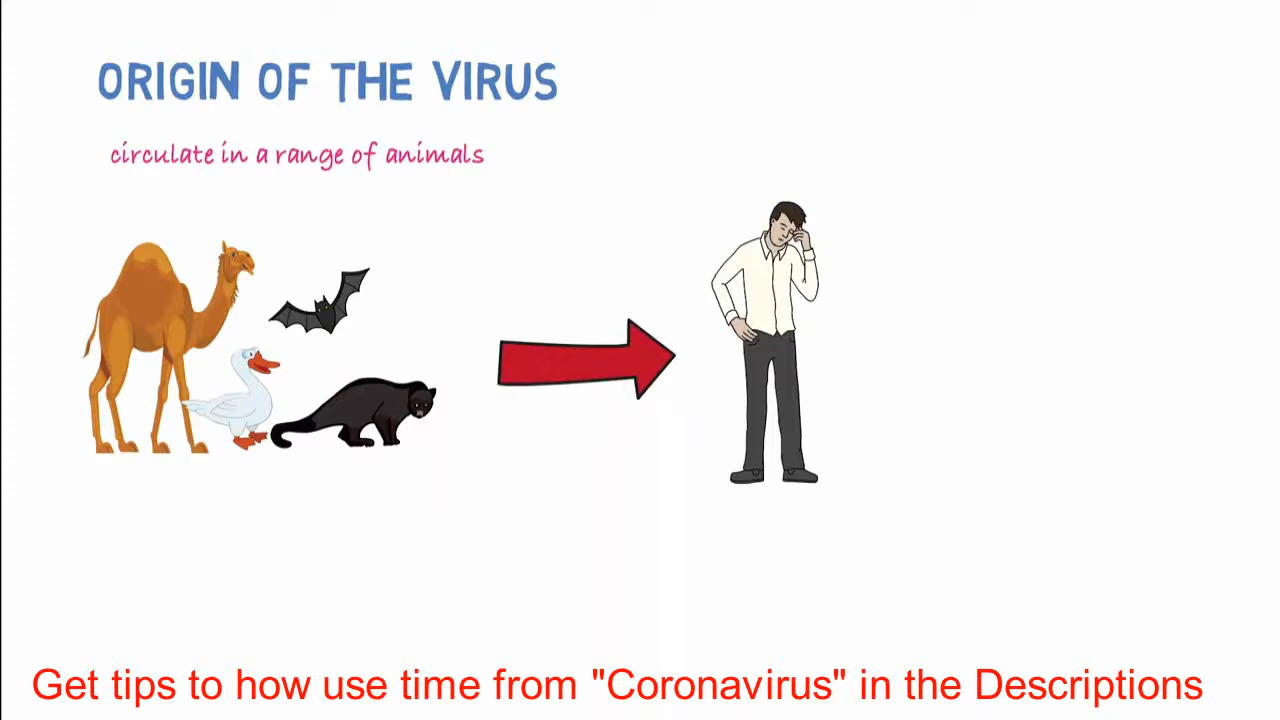 ORIGIN OF THE VIRUS
circulate in a range of animals
Get tips to how use time from "Coronavirus" in the Descriptions